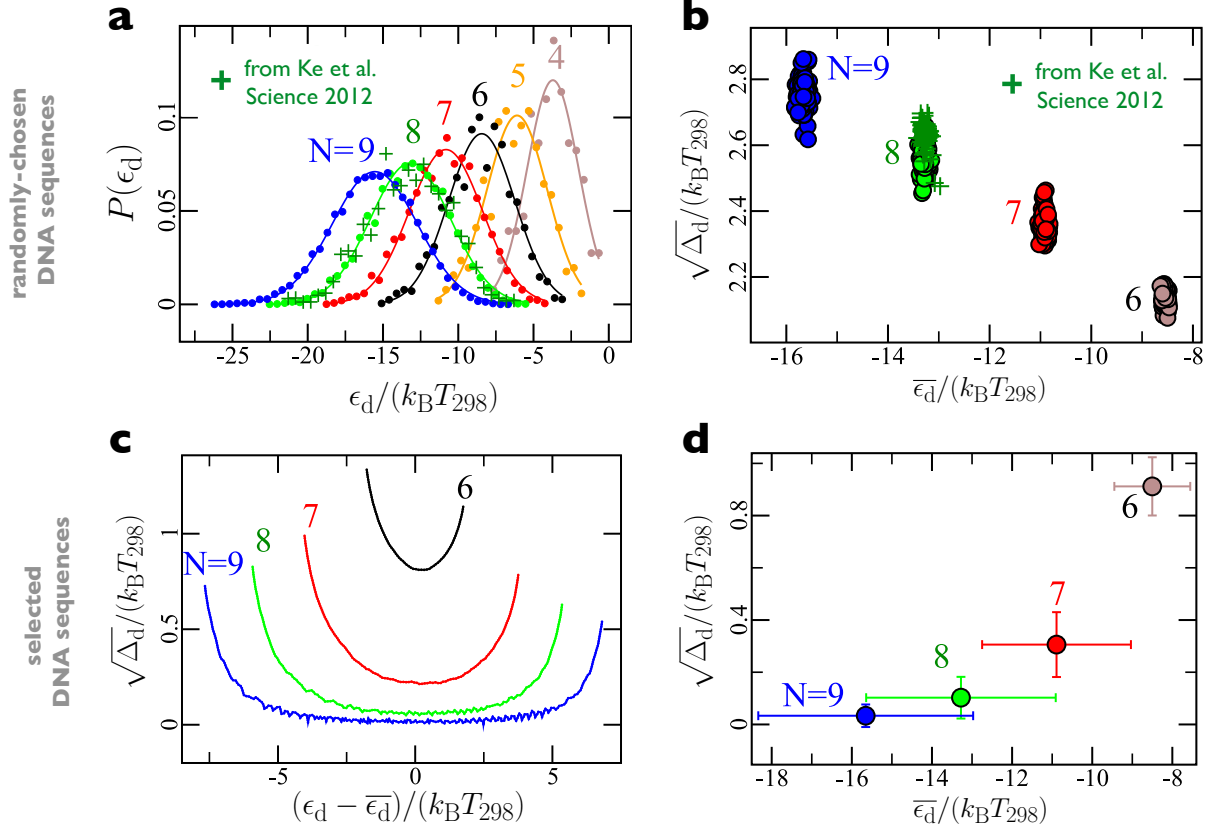 randomly-chosen
DNA sequences
a
+ from Ke et al.
Science 2012
N=9
8
7
6
5
4
P(ϵd)
0.1
0.05
0
-25 -20 -15 -10 -5 0
ϵd/(kBT298)
b
N=9
+ from Ke et al.
Science 2012
8
7
6
√Δd/(kBT298)
2.8
2.6
2.4
2.2
-16 -14 -12 -10 -8
ϵd/(kBT298)
selected
DNA sequences
c
6
7
8
N=9
√Δd/(kBT298)
1
0.5
0
-5 0 5
(ϵd − ϵd)/(kBT298)
d
6
7
8
N=9
√Δd/(kBT298)
0.8
0.4
0
-18 -16 -14 -12 -10 -8
ϵd/(kBT298)